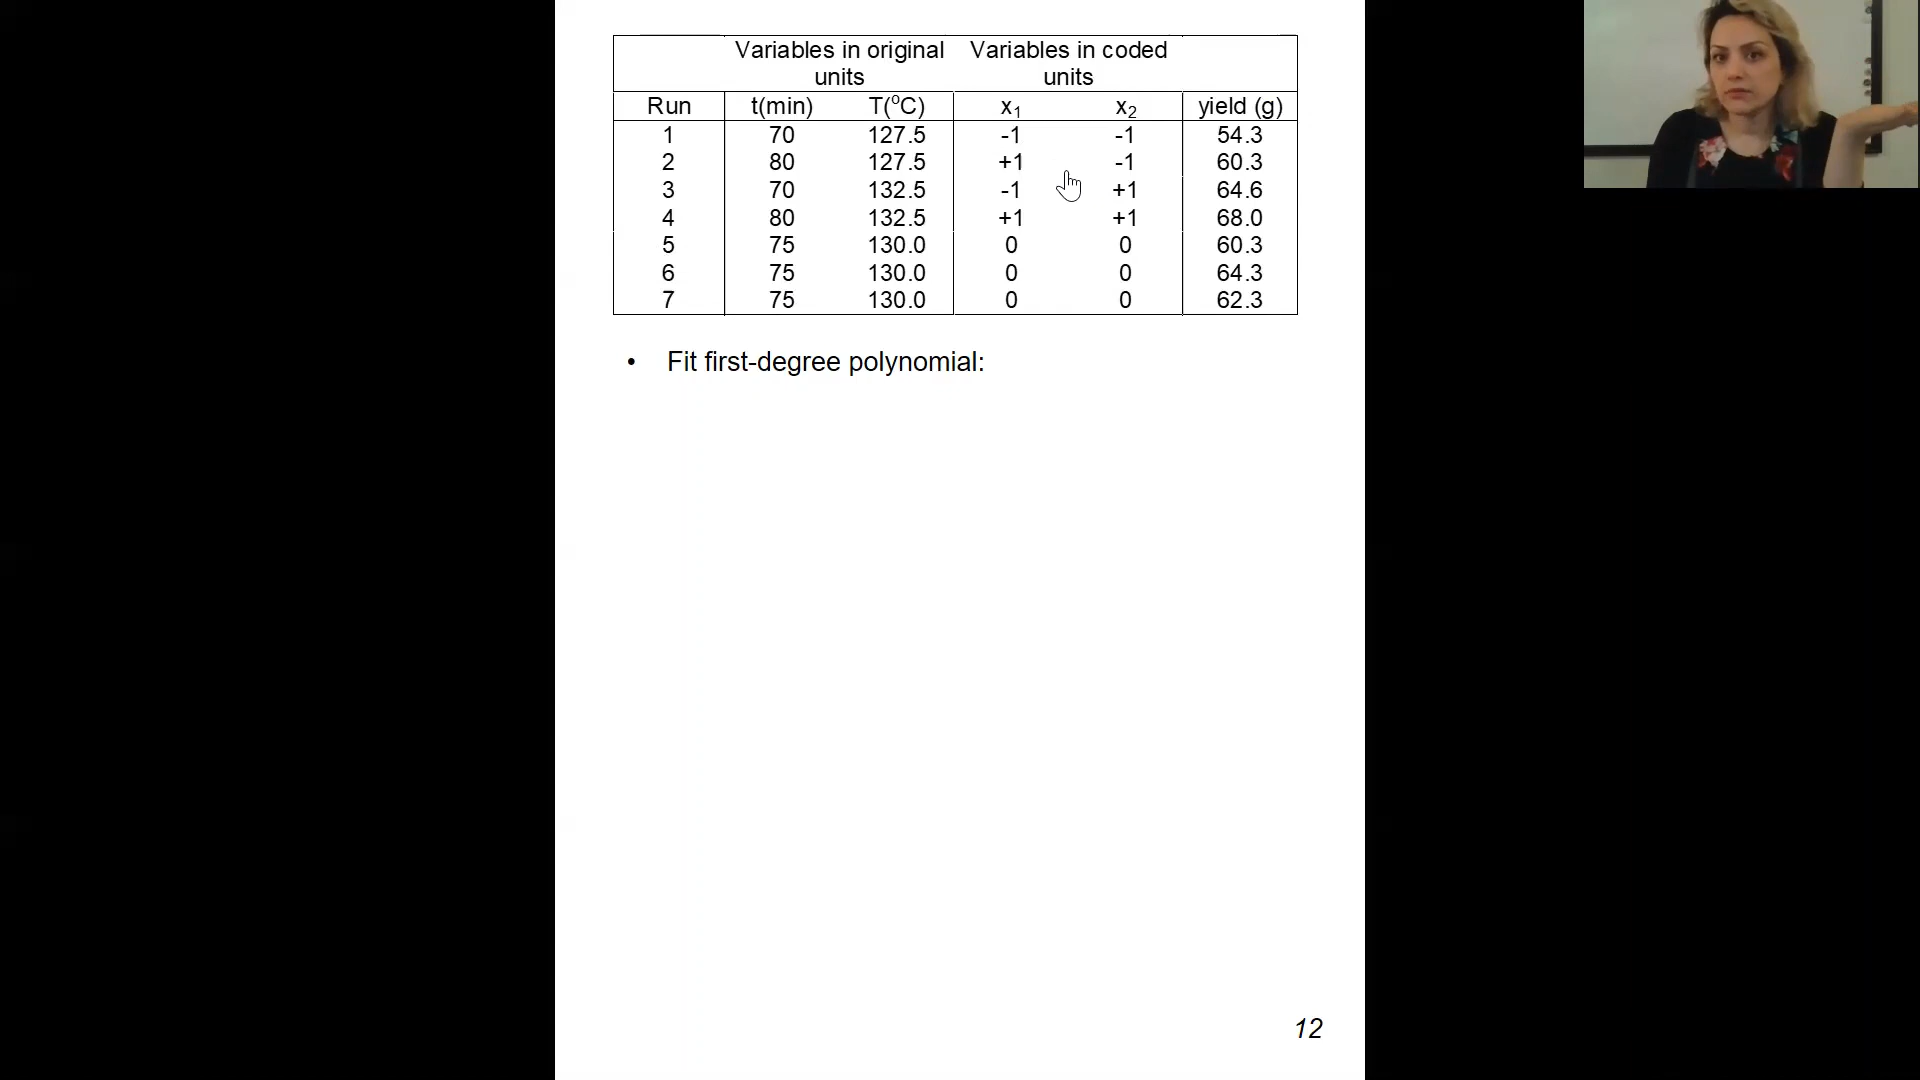 Variables in original units Variables in coded units
Run t(min) T(°C) x₁ x₂ yield (g)
1 70 127.5 -1 -1 54.3
2 80 127.5 +1 -1 60.3
3 70 132.5 -1 +1 64.6
4 80 132.5 +1 +1 68.0
5 75 130.0 0 0 60.3
6 75 130.0 0 0 64.3
7 75 130.0 0 0 62.3
• Fit first-degree polynomial:
12